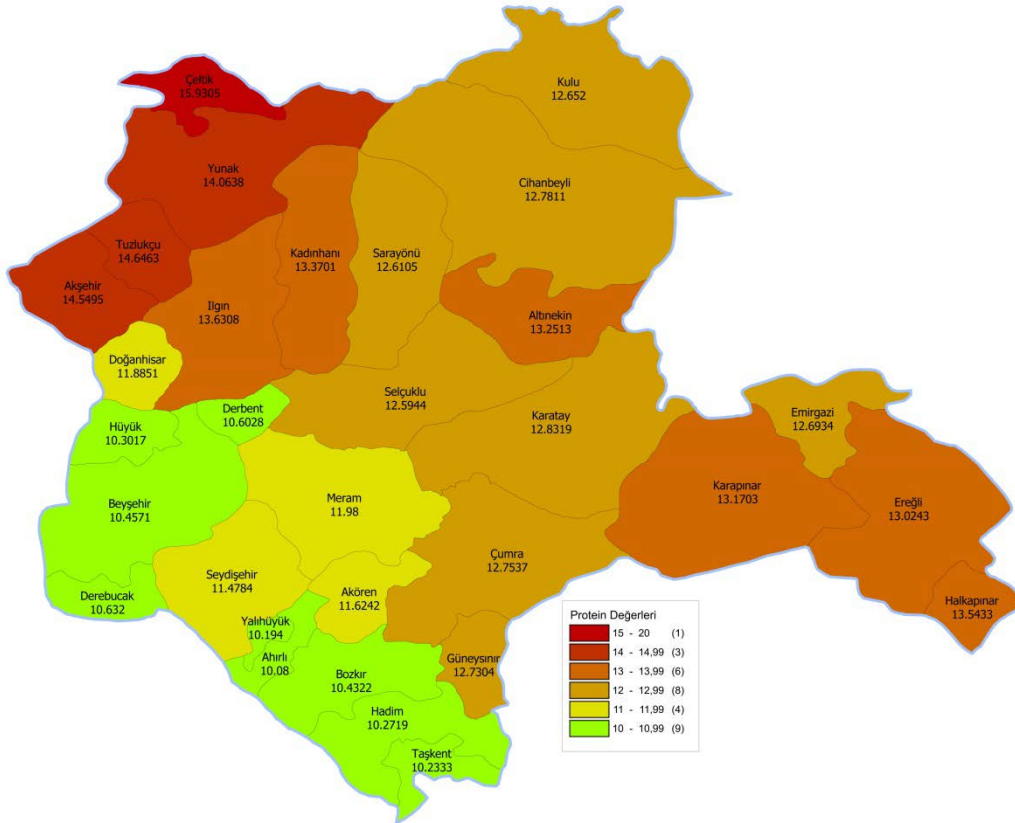 Çeltik
15.9305
Kulu
12.652
Yunak
14.0638
Cihanbeyli
12.7811
Tuzlukçu
14.6463
Kadınhanı
13.3701
Sarayönü
12.6105
Akşehir
14.5495
Ilgın
13.6308
Altınekin
13.2513
Doğanhisar
11.8851
Selçuklu
12.5944
Derbent
10.6028
Karatay
12.8319
Emirgazi
12.6934
Hüyük
10.3017
Meram
11.98
Karapınar
13.1703
Ereğli
13.0243
Beyşehir
10.4571
Çumra
12.7537
Seydişehir
11.4784
Akören
11.6242
Derebucak
10.632
Halkapınar
13.5433
Yalıhüyük
10.194
Ahırlı
10.08
Bozkır
10.4322
Güneysınır
12.7304
Hadim
10.2719
Taşkent
10.2333
Protein Değerleri
15 - 20 (1)
14 - 14,99 (3)
13 - 13,99 (6)
12 - 12,99 (8)
11 - 11,99 (4)
10 - 10,99 (9)